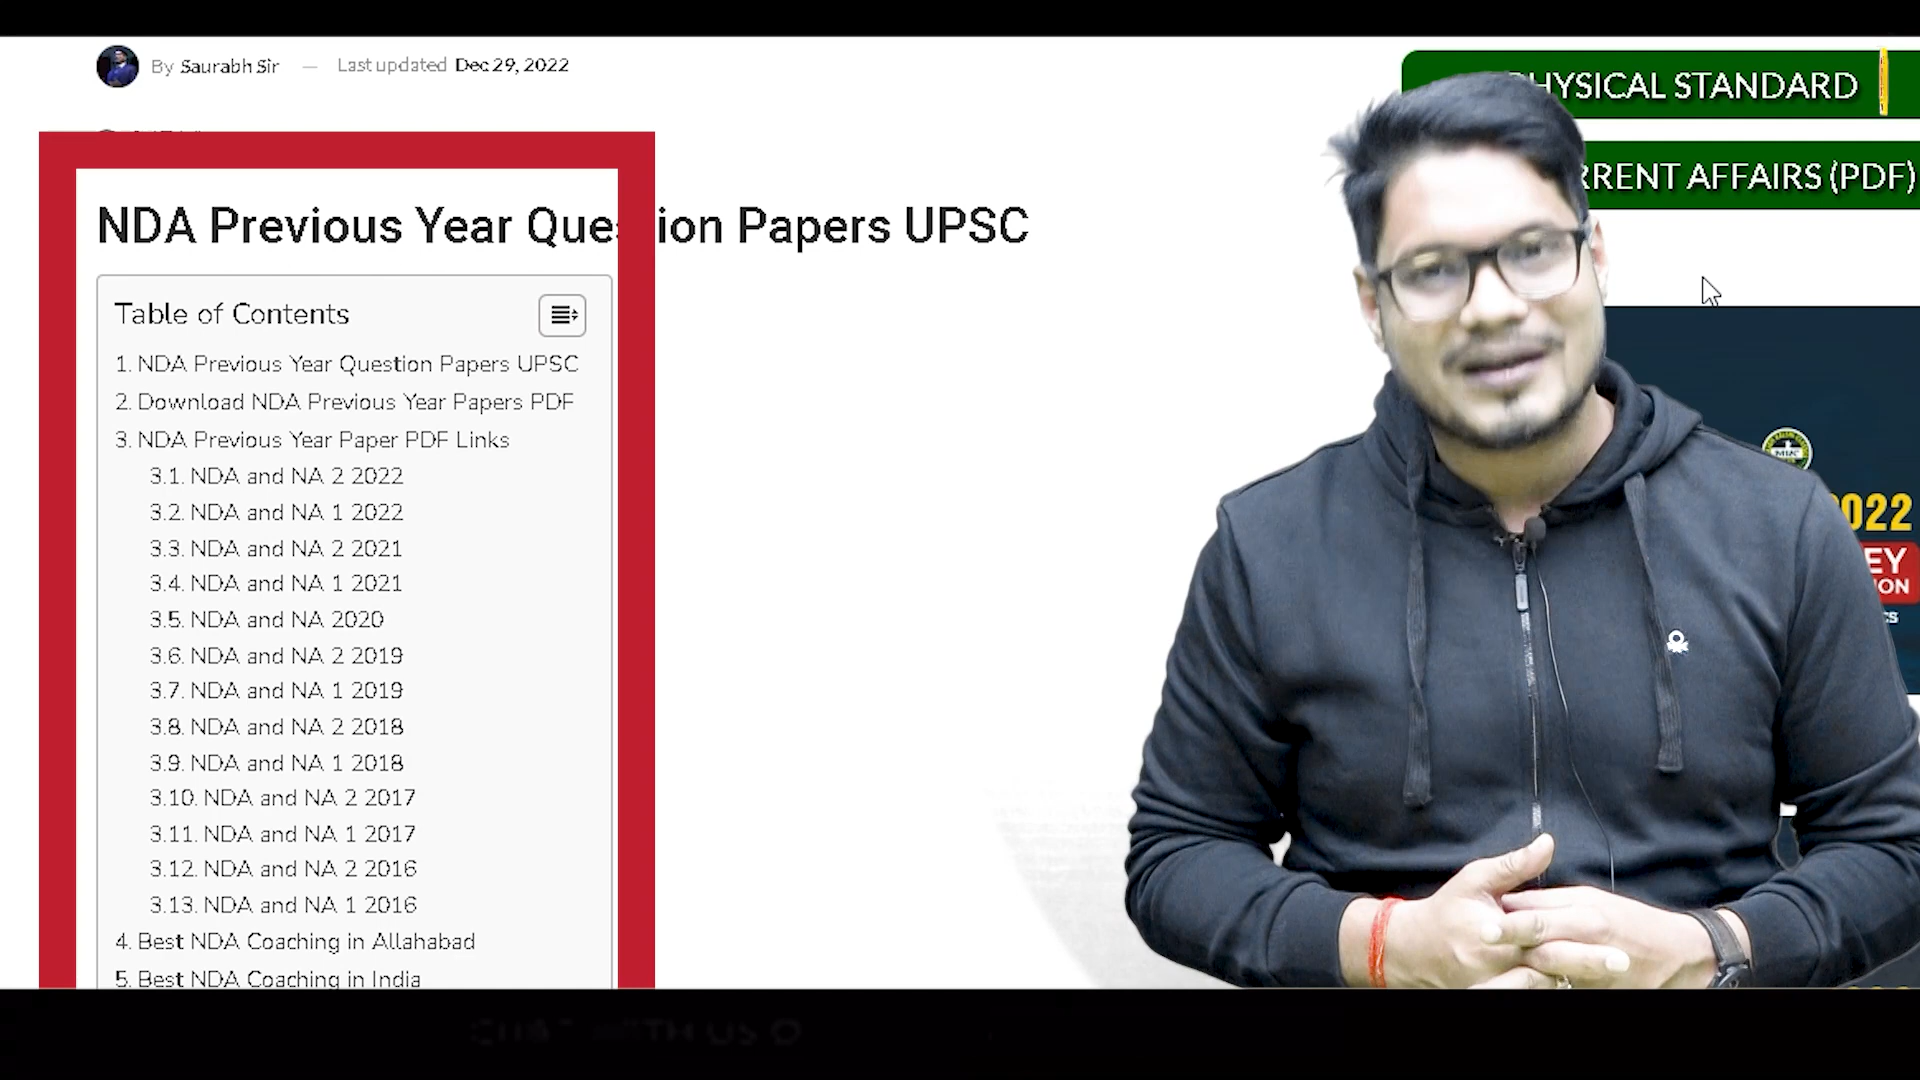 By Saurabh Sir — Last updated Dec 29, 2022
PHYSICAL STANDARD
RRENT AFFAIRS (PDF)
NDA Previous Year Ques ion Papers UPSC
Table of Contents
1. NDA Previous Year Question Papers UPSC
2. Download NDA Previous Year Papers PDF
3. NDA Previous Year Paper PDF Links
3.1. NDA and NA 2 2022
3.2. NDA and NA 1 2022
3.3. NDA and NA 2 2021
3.4. NDA and NA 1 2021
3.5. NDA and NA 2020
3.6. NDA and NA 2 2019
3.7. NDA and NA 1 2019
3.8. NDA and NA 2 2018
3.9. NDA and NA 1 2018
3.10. NDA and NA 2 2017
3.11. NDA and NA 1 2017
3.12. NDA and NA 2 2016
3.13. NDA and NA 1 2016
4. Best NDA Coaching in Allahabad
5. Best NDA Coaching in India
2022
EY
ION
CS